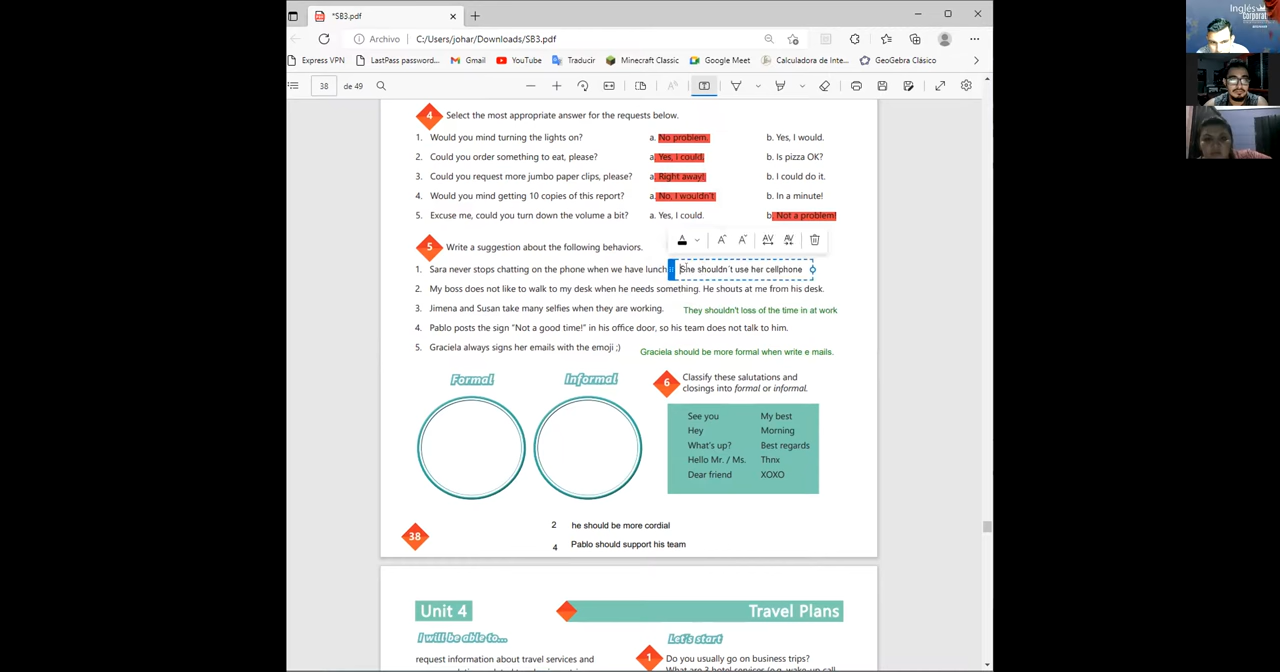 *SB3.pdf
Archivo C:/Users/johar/Downloads/SB3.pdf
Express VPN LastPass password... Gmail YouTube Traducir Minecraft Classic Google Meet Calculadora de Inte... GeoGebra Clásico
38 de 49
Inglés
Corporat
4 Select the most appropriate answer for the requests below.
1. Would you mind turning the lights on? a. No problem. b. Yes, I would.
2. Could you order something to eat, please? a. Yes, I could. b. Is pizza OK?
3. Could you request more jumbo paper clips, please? a. Right away! b. I could do it.
4. Would you mind getting 10 copies of this report? a. No, I wouldn't b. In a minute!
5. Excuse me, could you turn down the volume a bit? a. Yes, I could. b. Not a problem!
5 Write a suggestion about the following behaviors.
1. Sara never stops chatting on the phone when we have lunch She shouldn´t use her cellphone
2. My boss does not like to walk to my desk when he needs something. He shouts at me from his desk.
3. Jimena and Susan take many selfies when they are working. They shouldn't loss of the time in at work
4. Pablo posts the sign "Not a good time!" in his office door, so his team does not talk to him.
5. Graciela always signs her emails with the emoji ;) Graciela should be more formal when write e mails.
Formal Informal
6 Classify these salutations and
closings into formal or informal.
See you My best
Hey Morning
What's up? Best regards
Hello Mr. / Ms. Thnx
Dear friend XOXO
2 he should be more cordial
4 Pablo should support his team
38
Unit 4 Travel Plans
I will be able to... Let's start
request information about travel services and
1 Do you usually go on business trips?
What are 3 hotel services (e.g. wake-up call